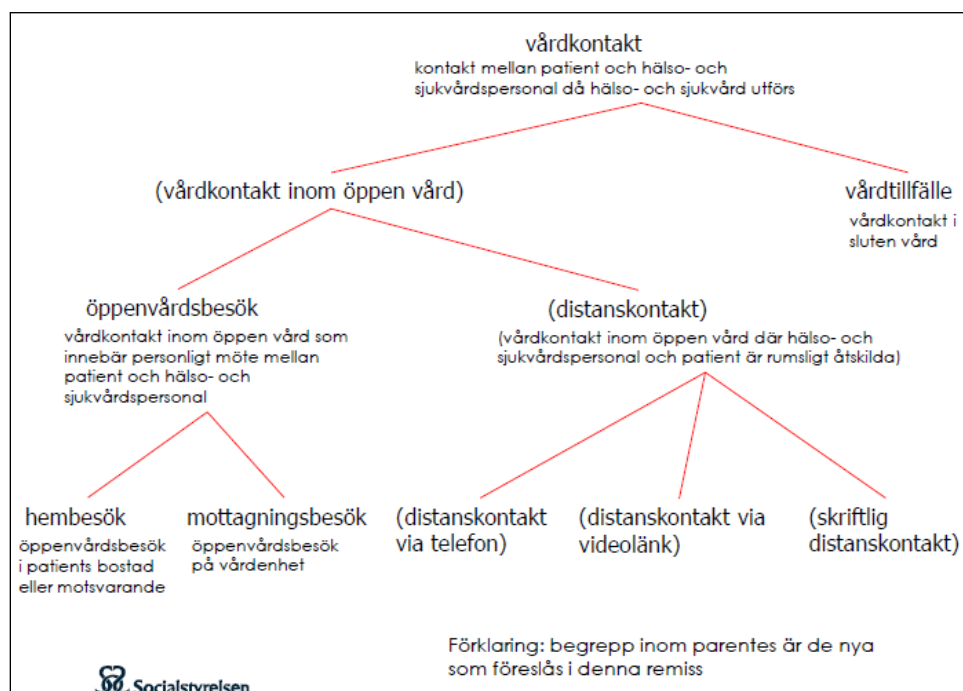 vårdkontakt
kontakt mellan patient och hälso- och
sjukvårdspersonal då hälso- och sjukvård utförs
(vårdkontakt inom öppen vård)
vårdtillfälle
vårdkontakt i
sluten vård
öppenvårdsbesök
vårdkontakt inom öppen vård som
innebär personligt möte mellan
patient och hälso- och
sjukvårdspersonal
(distanskontakt)
(vårdkontakt inom öppen vård där hälso- och
sjukvårdspersonal och patient är rumsligt åtskilda)
hembesök
öppenvårdsbesök
i patients bostad
eller motsvarande
mottagningsbesök
öppenvårdsbesök
på vårdenhet
(distanskontakt
via telefon)
(distanskontakt via
videolänk)
(skriftlig
distanskontakt)
Förklaring: begrepp inom parentes är de nya
som föreslås i denna remiss
Socialstyrelsen